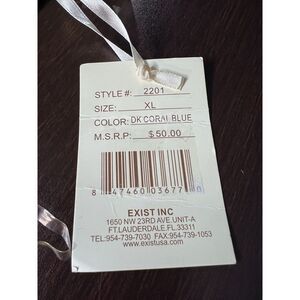 STYLE #: 2201
SIZE: XL
COLOR: DK CORAL BLUE
M.S.R.P: $50.00
8 47460 03677 0
EXIST INC
1650 NW 23RD AVE.UNIT-A
FT.LAUDERDALE,FL.33311
TEL:954-739-7030 FAX:954-739-1053
www.existusa.com